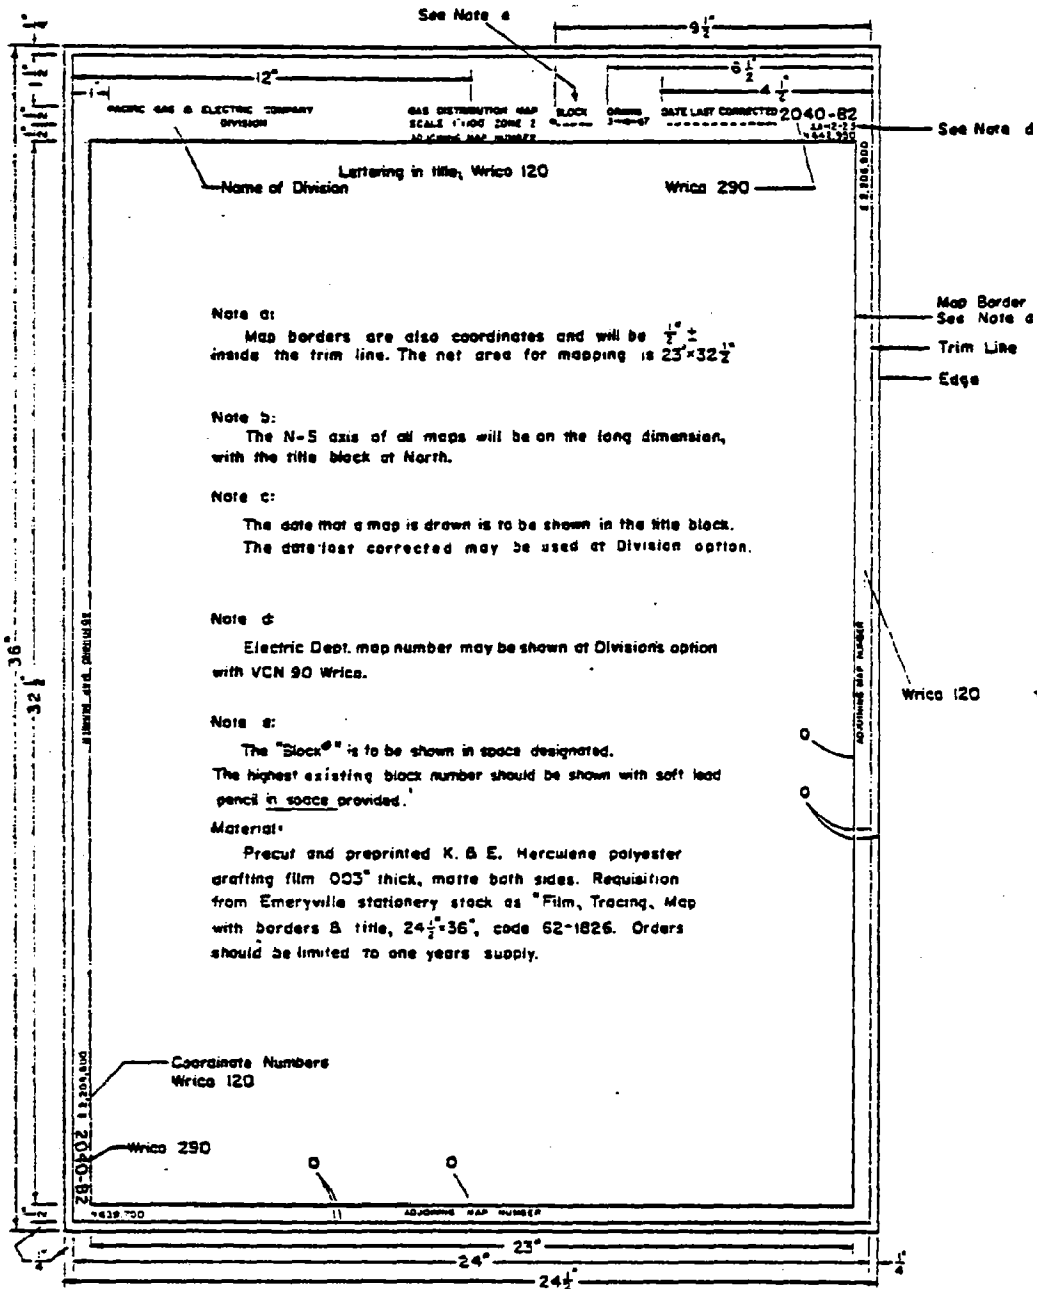 See Note e
9 1/2"
6 1/2
12"
4 1/2
1"
PACIFIC GAS & ELECTRIC COMPANY
DIVISION
GAS DISTRIBUTION MAP
SCALE 1"=100' ZONE 2
ADJOINING MAP NUMBER
BLOCK
DATE LAST CORRECTED
2040-B2
See Note d
Lettering in title, Wrico 120
Name of Division
Wrico 290
Note a:
Map borders are also coordinates and will be 1/2" ±
inside the trim line. The net area for mapping is 23"×32 1/2"
Map Border
See Note a
Trim Line
Edge
Note b:
The N-S axis of all maps will be on the long dimension,
with the title block at North.
Note c:
The date that a map is drawn is to be shown in the title block.
The date last corrected may be used at Division option.
Note d:
Electric Dept. map number may be shown at Division's option
with VCN 90 Wrico.
36"
32 1/2"
ADJOINING MAP NUMBER
Wrico 120
Note e:
The "Block#" is to be shown in space designated.
The highest existing block number should be shown with soft lead
pencil in space provided.
Material:
Precut and preprinted K. & E. Herculene polyester
drafting film .003" thick, matte both sides. Requisition
from Emeryville stationery stock as "Film, Tracing, Map
with borders & title, 24 1/2"×36", code 62-1826. Orders
should be limited to one years supply.
Coordinate Numbers
Wrico 120
Wrico 290
2040-B2
ADJOINING MAP NUMBER
23"
24"
1/4"
24 1/2"